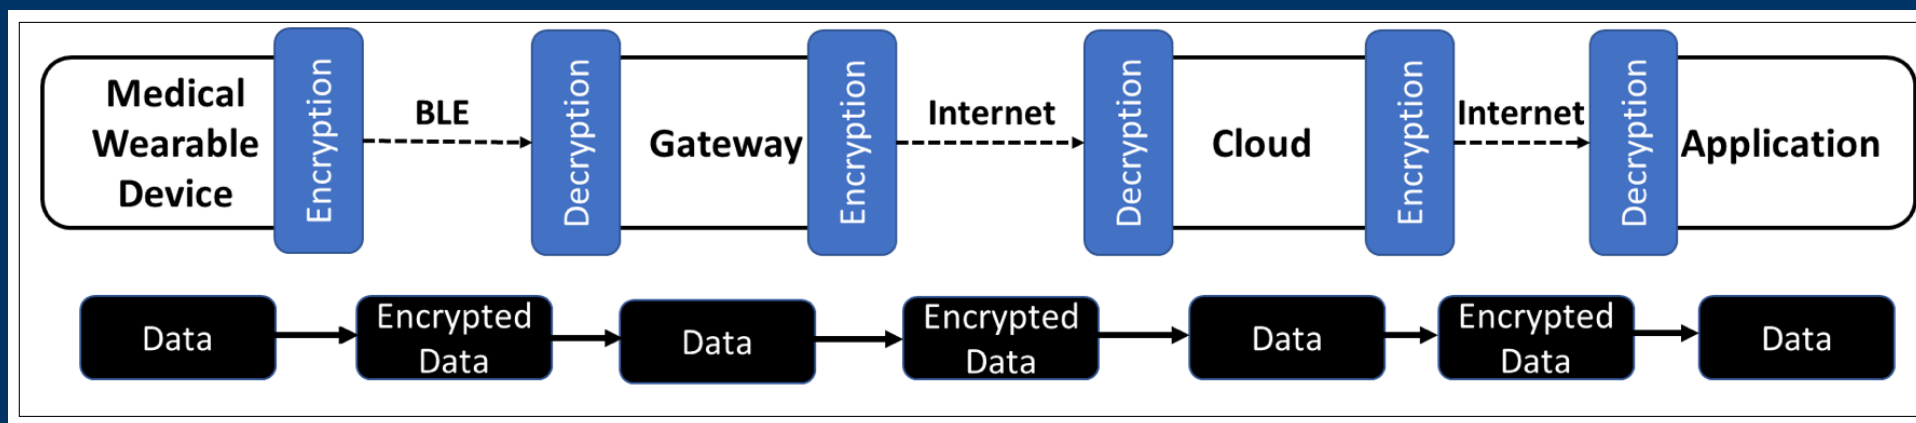 Medical
Wearable
Device
Encryption
BLE
Decryption
Gateway
Encryption
Internet
Decryption
Cloud
Encryption
Internet
Decryption
Application
Data
Encrypted
Data
Data
Encrypted
Data
Data
Encrypted
Data
Data